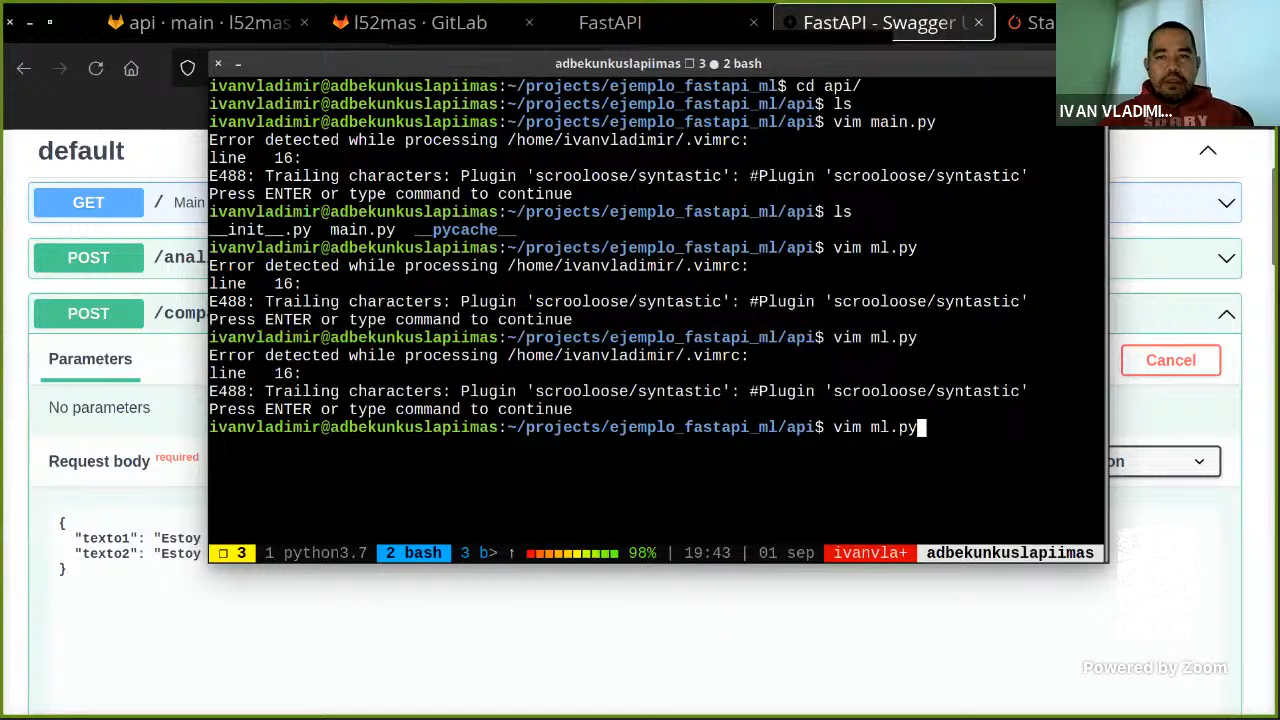 api · main · l52mas
l52mas · GitLab
FastAPI
FastAPI - Swagger U
Sta
IVAN VLADIMI...
default
GET / Main
POST /anal
POST /comp
Parameters
Cancel
No parameters
Request body required
on
{
"texto1": "Estoy
"texto2": "Estoy
}
adbekunkuslapiimas ❐ 3 ● 2 bash
ivanvladimir@adbekunkuslapiimas:~/projects/ejemplo_fastapi_ml$ cd api/
ivanvladimir@adbekunkuslapiimas:~/projects/ejemplo_fastapi_ml/api$ ls
ivanvladimir@adbekunkuslapiimas:~/projects/ejemplo_fastapi_ml/api$ vim main.py
Error detected while processing /home/ivanvladimir/.vimrc:
line   16:
E488: Trailing characters: Plugin 'scrooloose/syntastic': #Plugin 'scrooloose/syntastic'
Press ENTER or type command to continue
ivanvladimir@adbekunkuslapiimas:~/projects/ejemplo_fastapi_ml/api$ ls
__init__.py  main.py  __pycache__
ivanvladimir@adbekunkuslapiimas:~/projects/ejemplo_fastapi_ml/api$ vim ml.py
Error detected while processing /home/ivanvladimir/.vimrc:
line   16:
E488: Trailing characters: Plugin 'scrooloose/syntastic': #Plugin 'scrooloose/syntastic'
Press ENTER or type command to continue
ivanvladimir@adbekunkuslapiimas:~/projects/ejemplo_fastapi_ml/api$ vim ml.py
Error detected while processing /home/ivanvladimir/.vimrc:
line   16:
E488: Trailing characters: Plugin 'scrooloose/syntastic': #Plugin 'scrooloose/syntastic'
Press ENTER or type command to continue
ivanvladimir@adbekunkuslapiimas:~/projects/ejemplo_fastapi_ml/api$ vim ml.py
❐ 3 1 python3.7 2 bash 3 b> ↑ 98% | 19:43 | 01 sep ivanvla+ adbekunkuslapiimas
Powered by Zoom